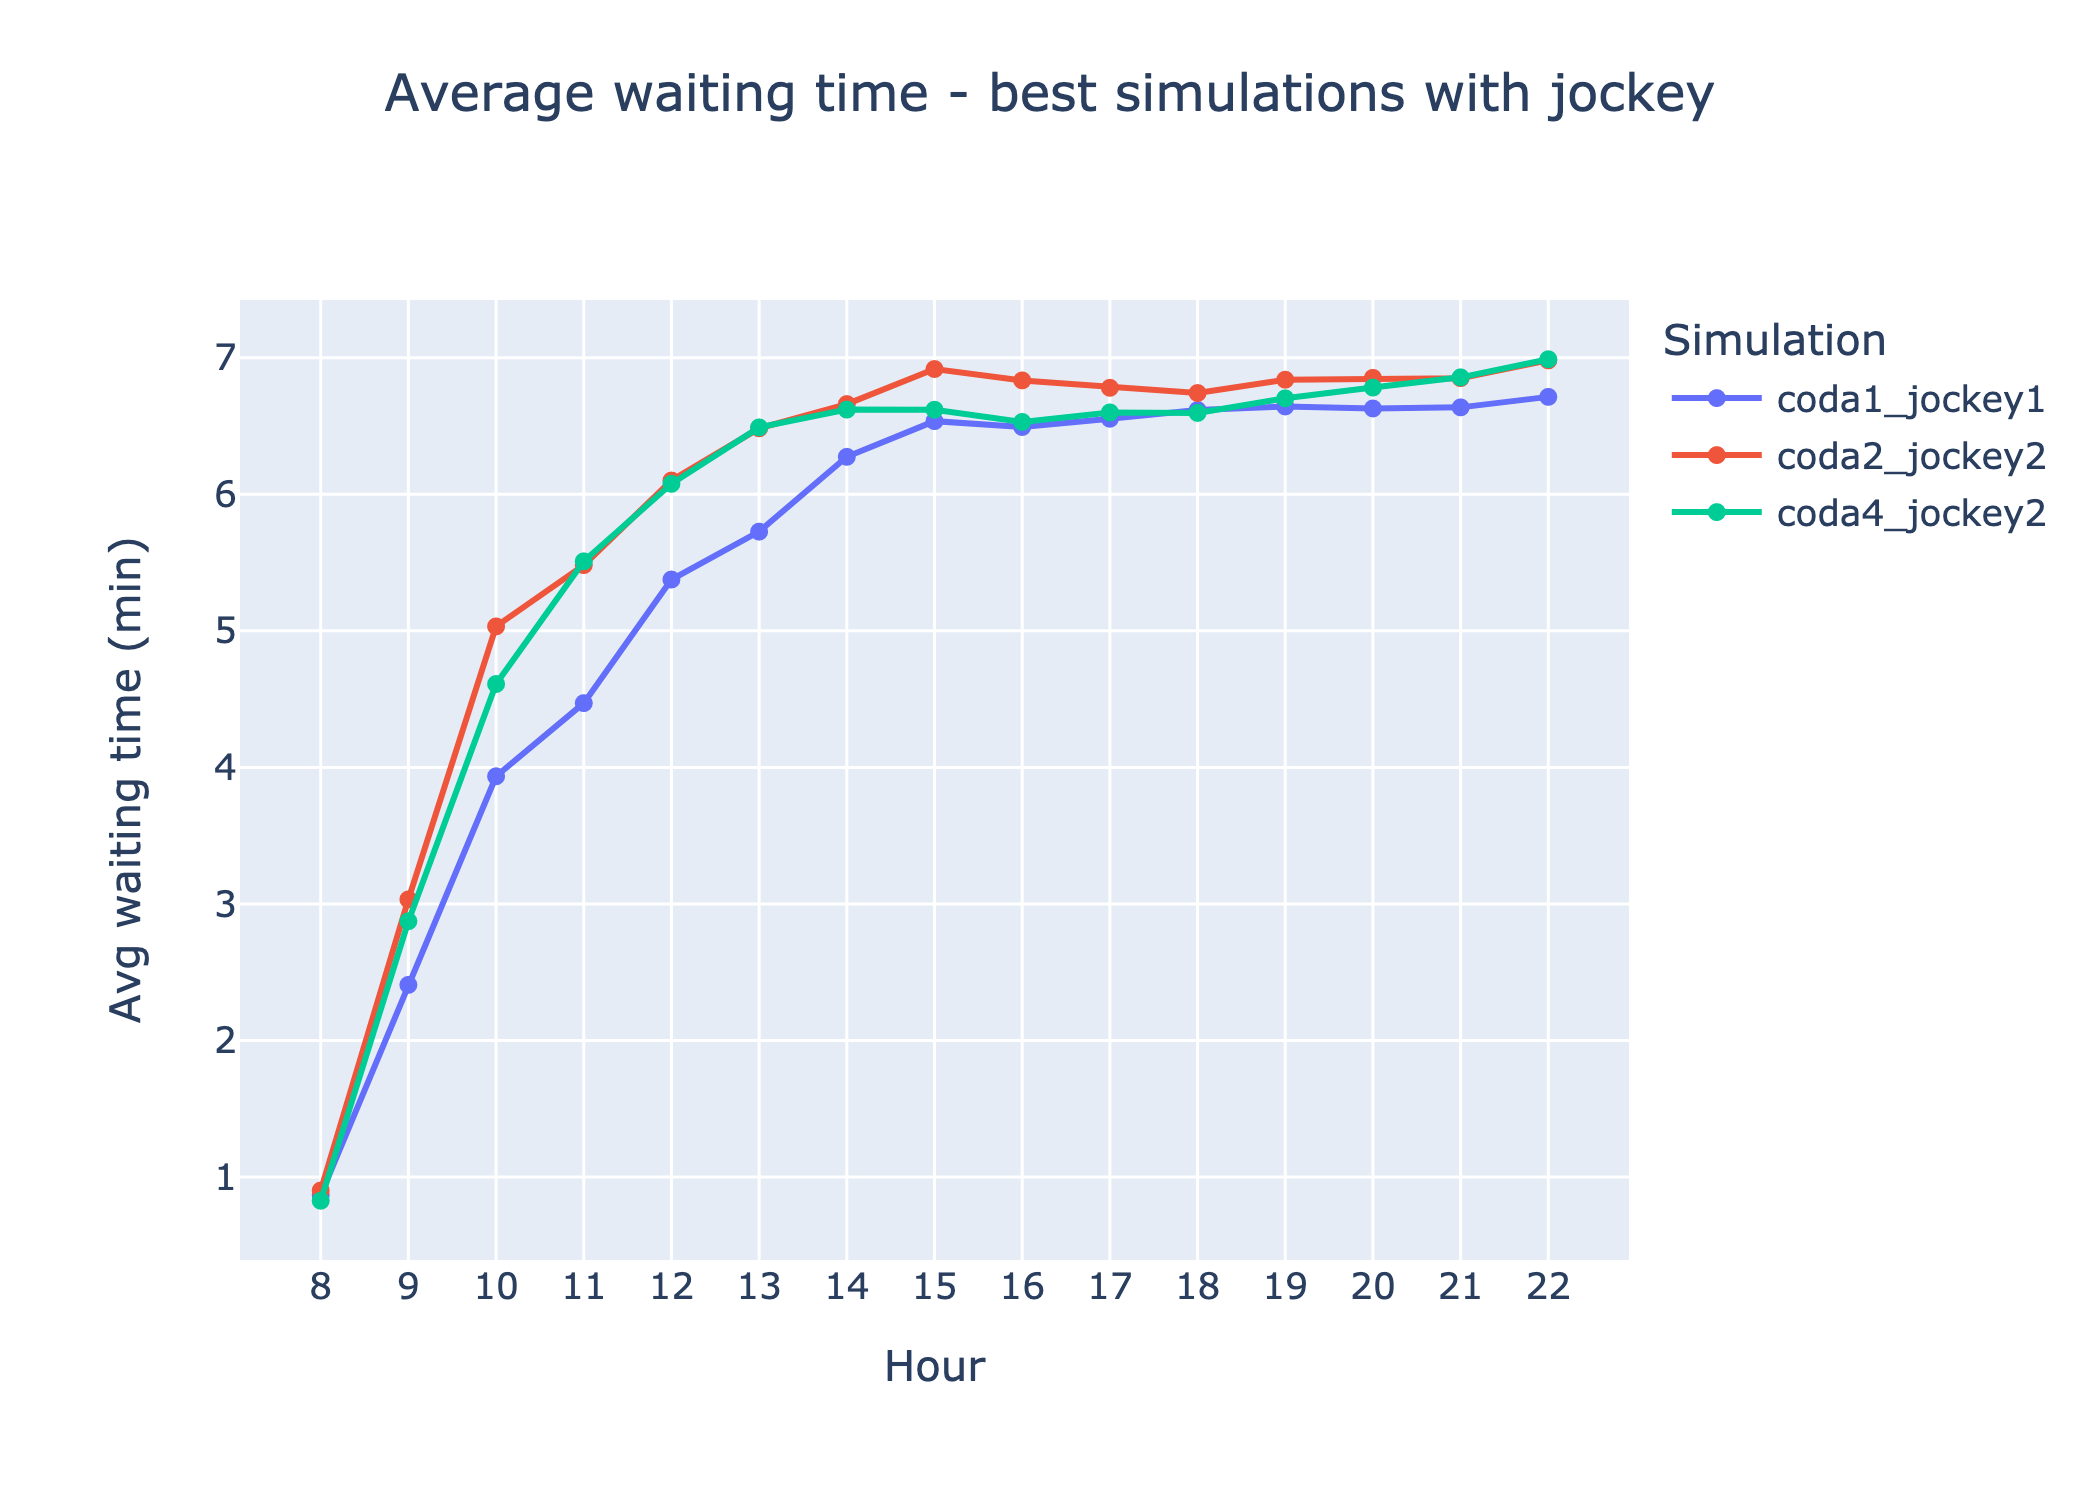 Average waiting time - best simulations with jockey
Simulation
coda1_jockey1
coda2_jockey2
coda4_jockey2
Avg waiting time (min)
7
6
5
4
3
2
1
8 9 10 11 12 13 14 15 16 17 18 19 20 21 22
Hour